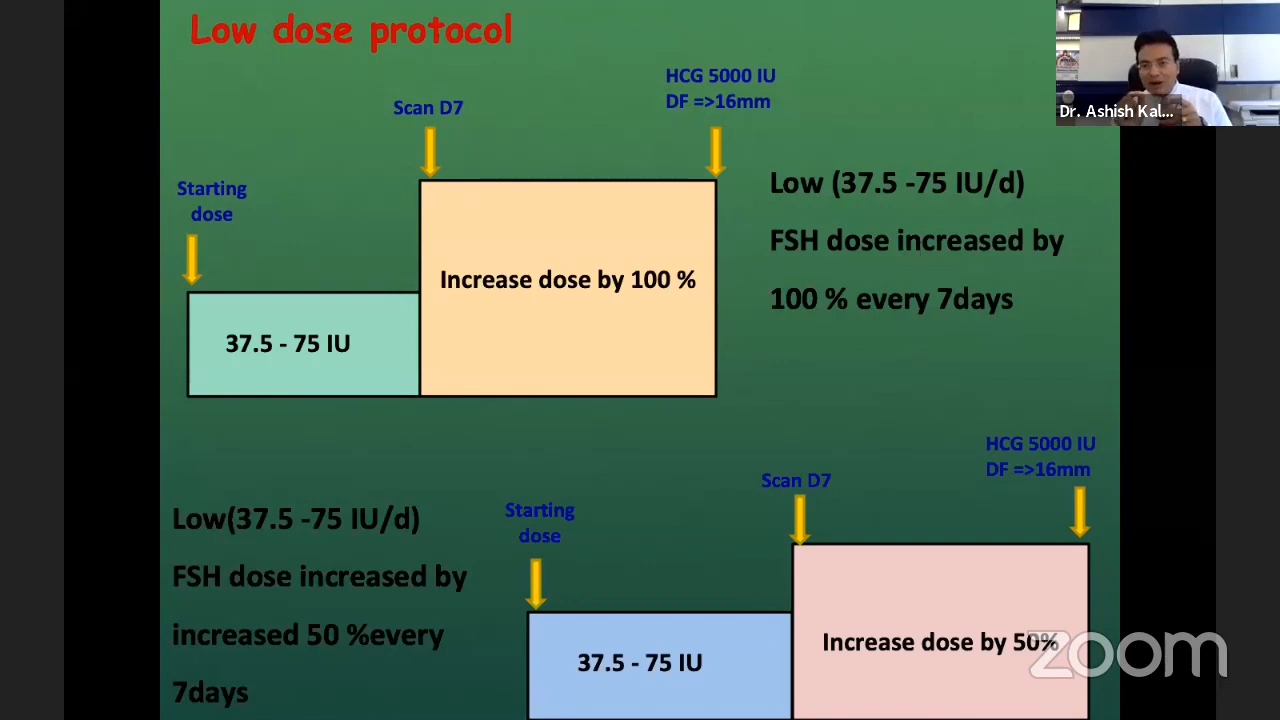 Low dose protocol
Dr. Ashish Kal...
HCG 5000 IU
DF =>16mm
Scan D7
Starting
dose
Increase dose by 100 %
37.5 - 75 IU
Low (37.5 -75 IU/d)
FSH dose increased by
100 % every 7days
Low(37.5 -75 IU/d)
FSH dose increased by
increased 50 %every
7days
HCG 5000 IU
DF =>16mm
Scan D7
Starting
dose
37.5 - 75 IU
Increase dose by 50%
zoom